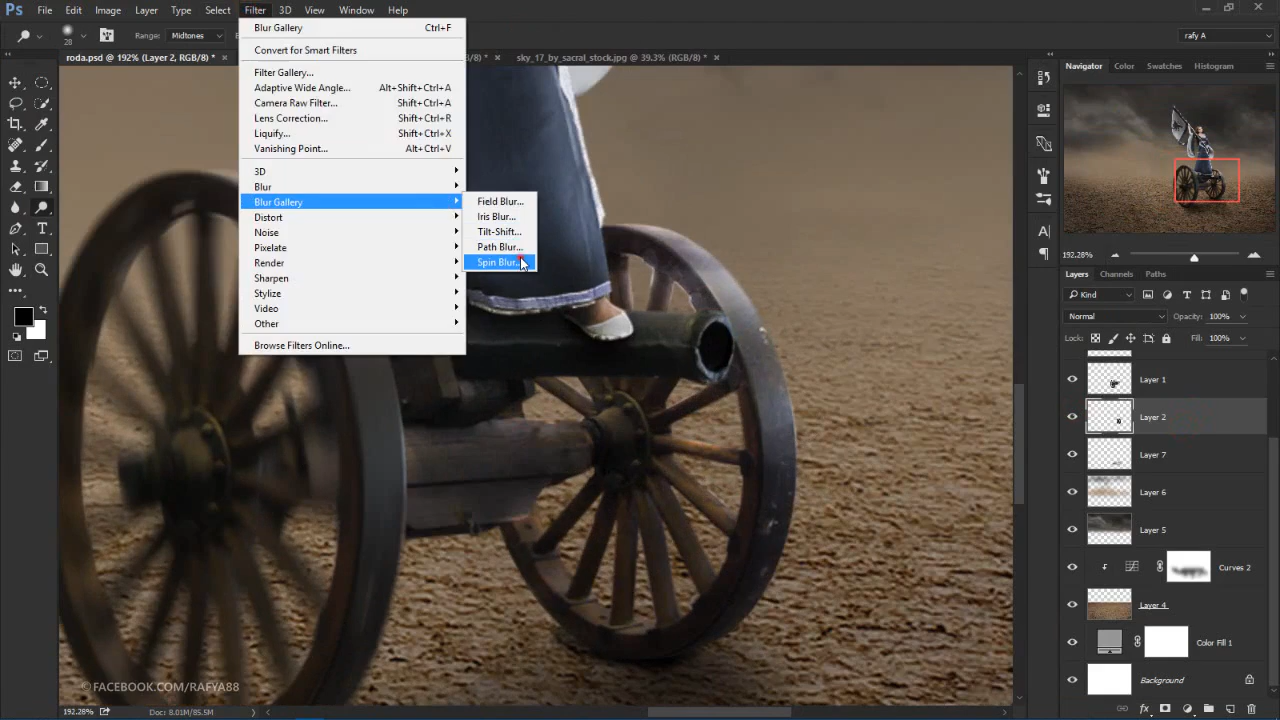 Ps File Edit Image Layer Type Select Filter 3D View Window Help
28 Range: Midtones rafy A
Blur Gallery Ctrl+F
Convert for Smart Filters
Filter Gallery...
Adaptive Wide Angle... Alt+Shift+Ctrl+A
Camera Raw Filter... Shift+Ctrl+A
Lens Correction... Shift+Ctrl+R
Liquify... Shift+Ctrl+X
Vanishing Point... Alt+Ctrl+V
3D
Blur
Blur Gallery
Distort
Noise
Pixelate
Render
Sharpen
Stylize
Video
Other
Browse Filters Online...
Field Blur...
Iris Blur...
Tilt-Shift...
Path Blur...
Spin Blur...
roda.psd @ 192% (Layer 2, RGB/8) * × /8) * × sky_17_by_sacral_stock.jpg @ 39.3% (RGB/8) * ×
Navigator Color Swatches Histogram
192.28%
Layers Channels Paths
Kind
Normal Opacity: 100%
Lock: Fill: 100%
Layer 1
Layer 2
Layer 7
Layer 6
Layer 5
Curves 2
Layer 4
Color Fill 1
Background
fx
© FACEBOOK.COM/RAFYA88
192.28% Doc: 8.01M/85.5M